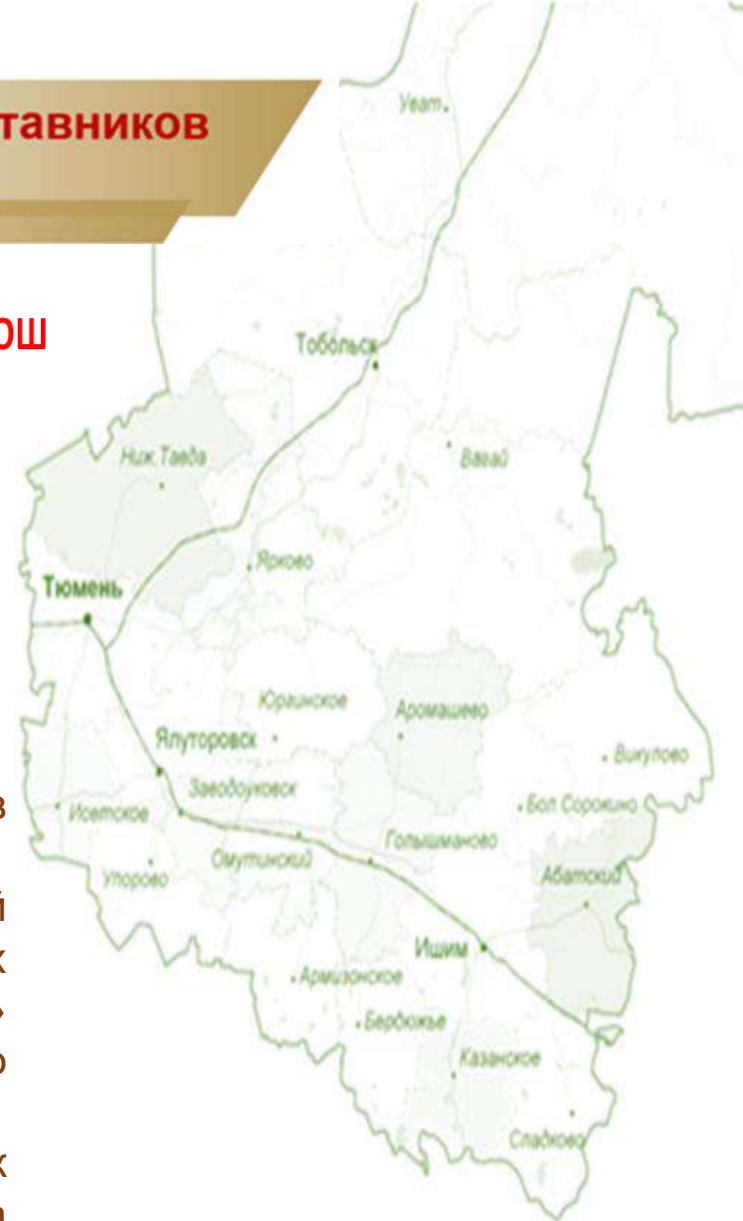 тавников
ОШ
Уват
Тобольск
Ниж.Тавда
Вагай
Ярково
Тюмень
Юргинское
Аромашево
Ялуторовск
Викулово
Заводоуковск
Исетское
Бол Сорокино
Голышманово
Омутинский
Упорово
Абатский
Ишим
Армизонское
Бердюжье
Казанское
Сладково
в
й
х
»
о
к